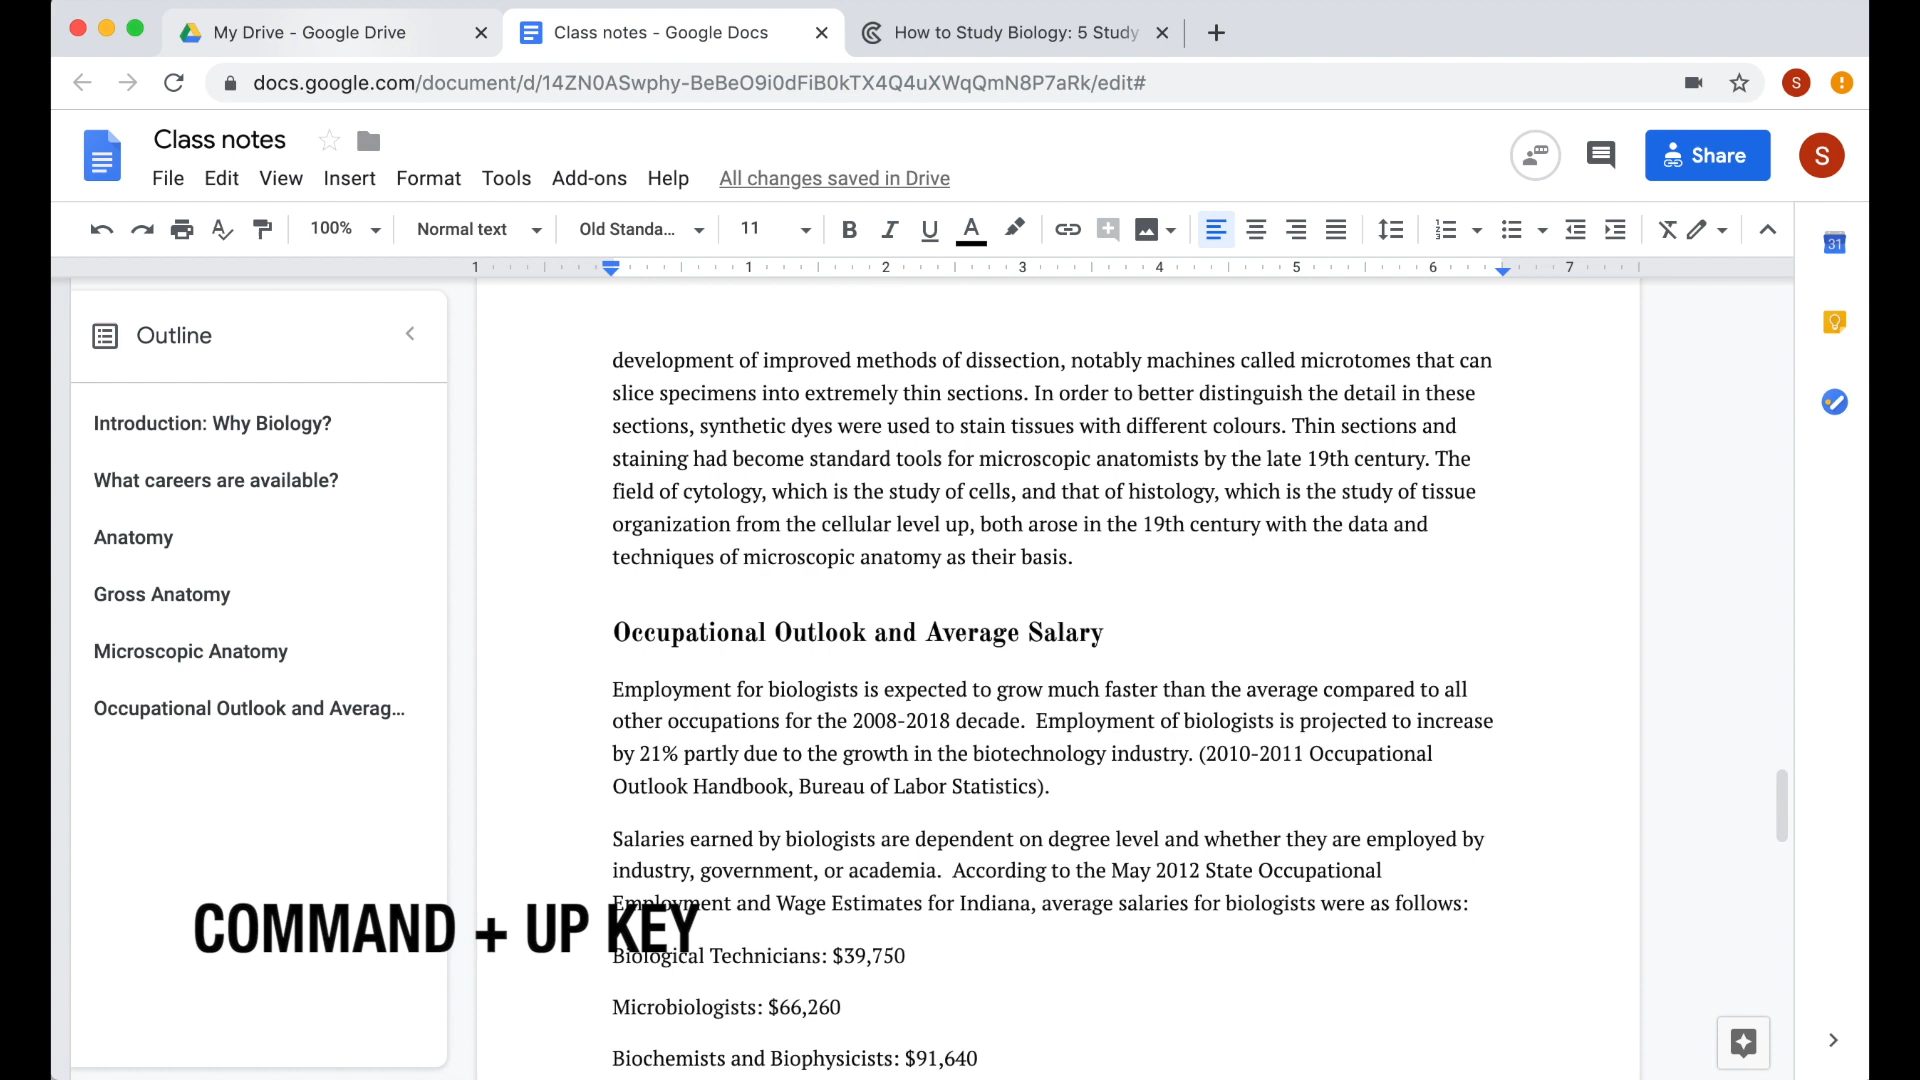 My Drive - Google Drive
Class notes - Google Docs
How to Study Biology: 5 Study
docs.google.com/document/d/14ZN0ASwphy-BeBeO9i0dFiB0kTX4Q4uXWqQmN8P7aRk/edit#
S
Class notes
Share
S
File Edit View Insert Format Tools Add-ons Help All changes saved in Drive
100% Normal text Old Standa... 11 B I U A
31
1 1 2 3 4 5 6 7
Outline
Introduction: Why Biology?
What careers are available?
Anatomy
Gross Anatomy
Microscopic Anatomy
Occupational Outlook and Averag...
development of improved methods of dissection, notably machines called microtomes that can
slice specimens into extremely thin sections. In order to better distinguish the detail in these
sections, synthetic dyes were used to stain tissues with different colours. Thin sections and
staining had become standard tools for microscopic anatomists by the late 19th century. The
field of cytology, which is the study of cells, and that of histology, which is the study of tissue
organization from the cellular level up, both arose in the 19th century with the data and
techniques of microscopic anatomy as their basis.
Occupational Outlook and Average Salary
Employment for biologists is expected to grow much faster than the average compared to all
other occupations for the 2008-2018 decade.  Employment of biologists is projected to increase
by 21% partly due to the growth in the biotechnology industry. (2010-2011 Occupational
Outlook Handbook, Bureau of Labor Statistics).
Salaries earned by biologists are dependent on degree level and whether they are employed by
industry, government, or academia.  According to the May 2012 State Occupational
Employment and Wage Estimates for Indiana, average salaries for biologists were as follows:
COMMAND + UP KEY
Biological Technicians: $39,750
Microbiologists: $66,260
Biochemists and Biophysicists: $91,640